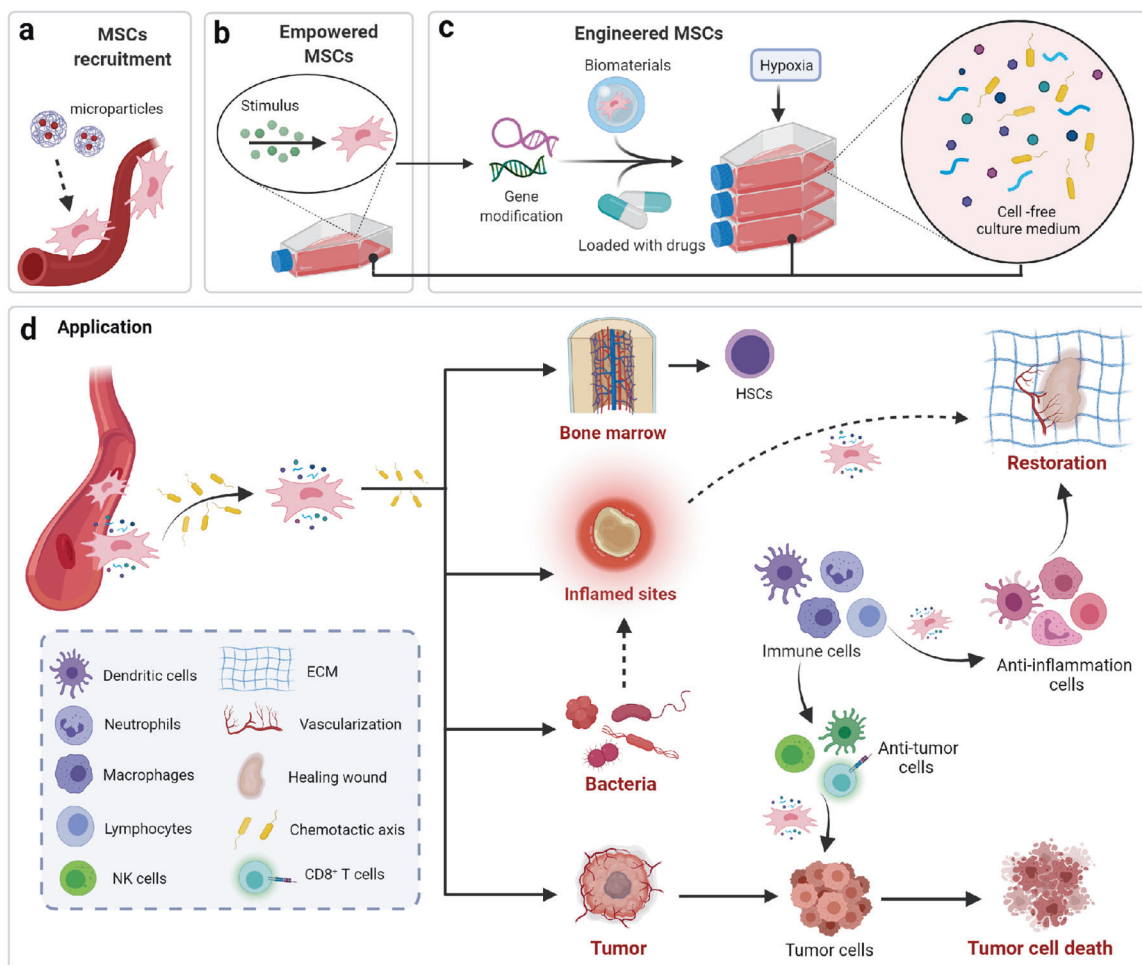 a
MSCs
recruitment
microparticles
b
Empowered
MSCs
Stimulus
c
Engineered MSCs
Biomaterials
Hypoxia
Gene
modification
Loaded with drugs
Cell -free
culture medium
d
Application
Bone marrow
HSCs
Restoration
Inflamed sites
Immune cells
Anti-inflammation
cells
Bacteria
Anti-tumor
cells
Tumor
Tumor cells
Tumor cell death
Dendritic cells
ECM
Neutrophils
Vascularization
Macrophages
Healing wound
Lymphocytes
Chemotactic axis
NK cells
CD8⁺ T cells